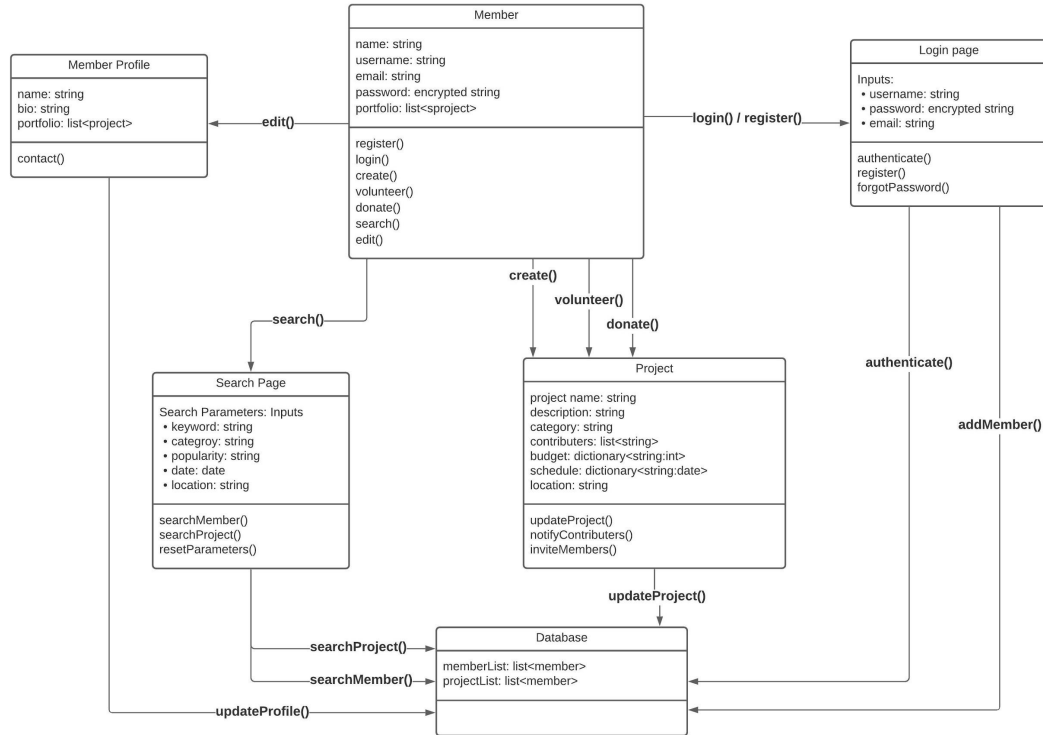 Member
name: string
username: string
email: string
password: encrypted string
portfolio: list<sproject>
register()
login()
create()
volunteer()
donate()
search()
edit()
Member Profile
name: string
bio: string
portfolio: list<project>
contact()
edit()
login() / register()
Login page
Inputs:
• username: string
• password: encrypted string
• email: string
authenticate()
register()
forgotPassword()
create()
volunteer()
donate()
search()
authenticate()
addMember()
Search Page
Search Parameters: Inputs
• keyword: string
• categroy: string
• popularity: string
• date: date
• location: string
searchMember()
searchProject()
resetParameters()
Project
project name: string
description: string
category: string
contributers: list<string>
budget: dictionary<string:int>
schedule: dictionary<string:date>
location: string
updateProject()
notifyContributers()
inviteMembers()
updateProject()
searchProject()
searchMember()
updateProfile()
Database
memberList: list<member>
projectList: list<member>